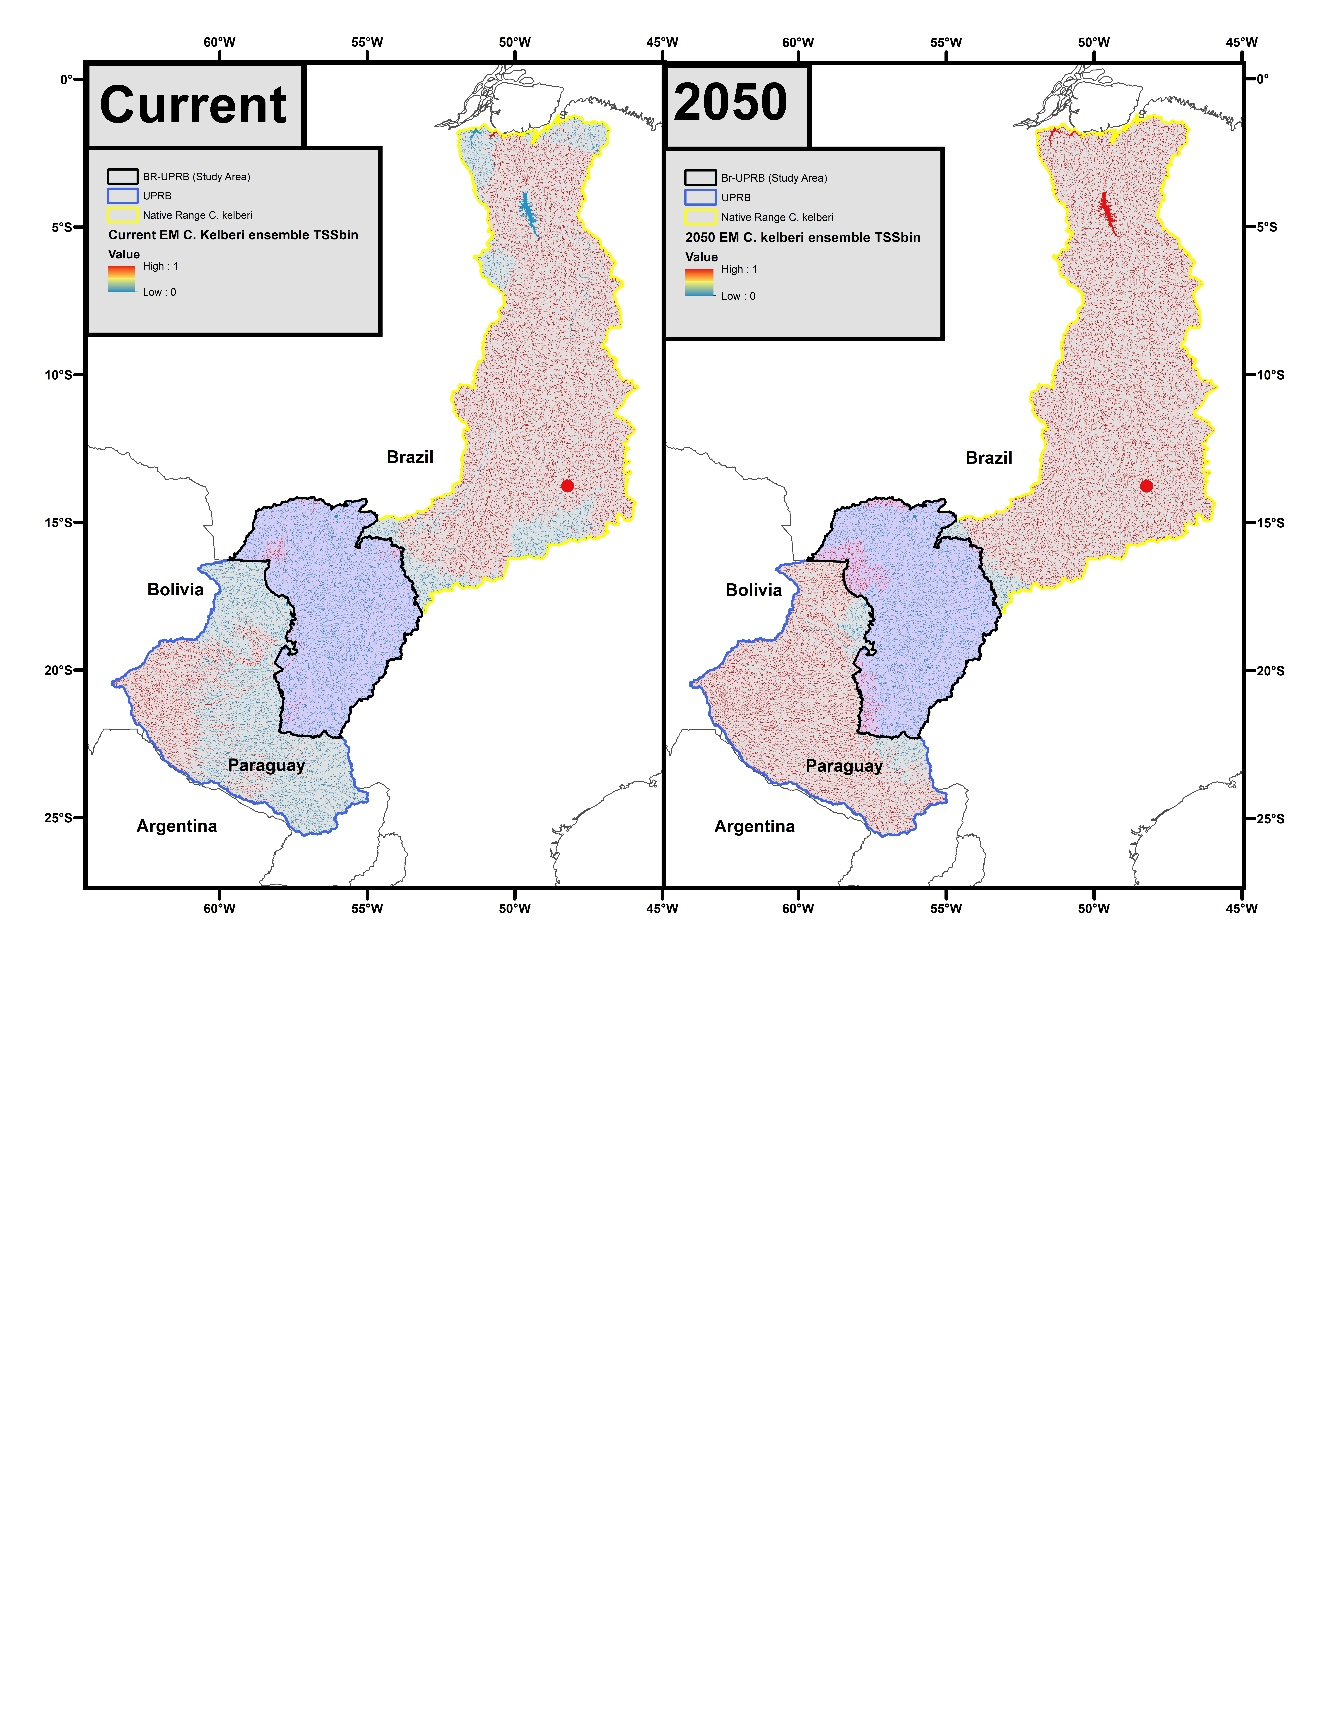 60°W 55°W 50°W 45°W 60°W 55°W 50°W 45°W
0° 0°
Current
BR-UPRB (Study Area)
UPRB
Native Range C. kelberi
Current EM C. Kelberi ensemble TSSbin
Value
High : 1
Low : 0
2050
Br-UPRB (Study Area)
UPRB
Native Range C. kelberi
2050 EM C. kelberi ensemble TSSbin
Value
High : 1
Low : 0
5°S 5°S
10°S 10°S
Brazil Brazil
15°S 15°S
Bolivia Bolivia
20°S 20°S
Paraguay Paraguay
25°S 25°S
Argentina Argentina
60°W 55°W 50°W 45°W 60°W 55°W 50°W 45°W